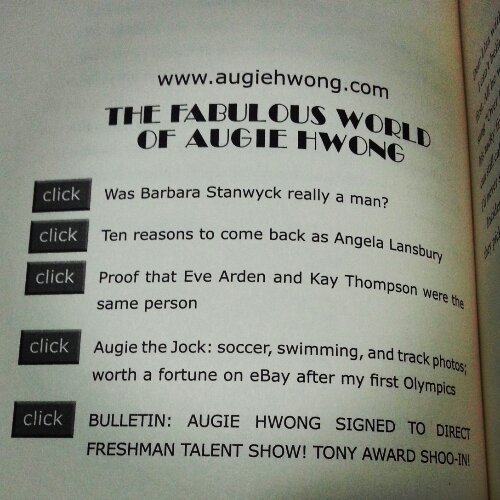 www.augiehwong.com
THE FABULOUS WORLD
OF AUGIE HWONG
click Was Barbara Stanwyck really a man?
click Ten reasons to come back as Angela Lansbury
click Proof that Eve Arden and Kay Thompson were the
same person
click Augie the Jock: soccer, swimming, and track photos;
worth a fortune on eBay after my first Olympics
click BULLETIN: AUGIE HWONG SIGNED TO DIRECT
FRESHMAN TALENT SHOW! TONY AWARD SHOO-IN!